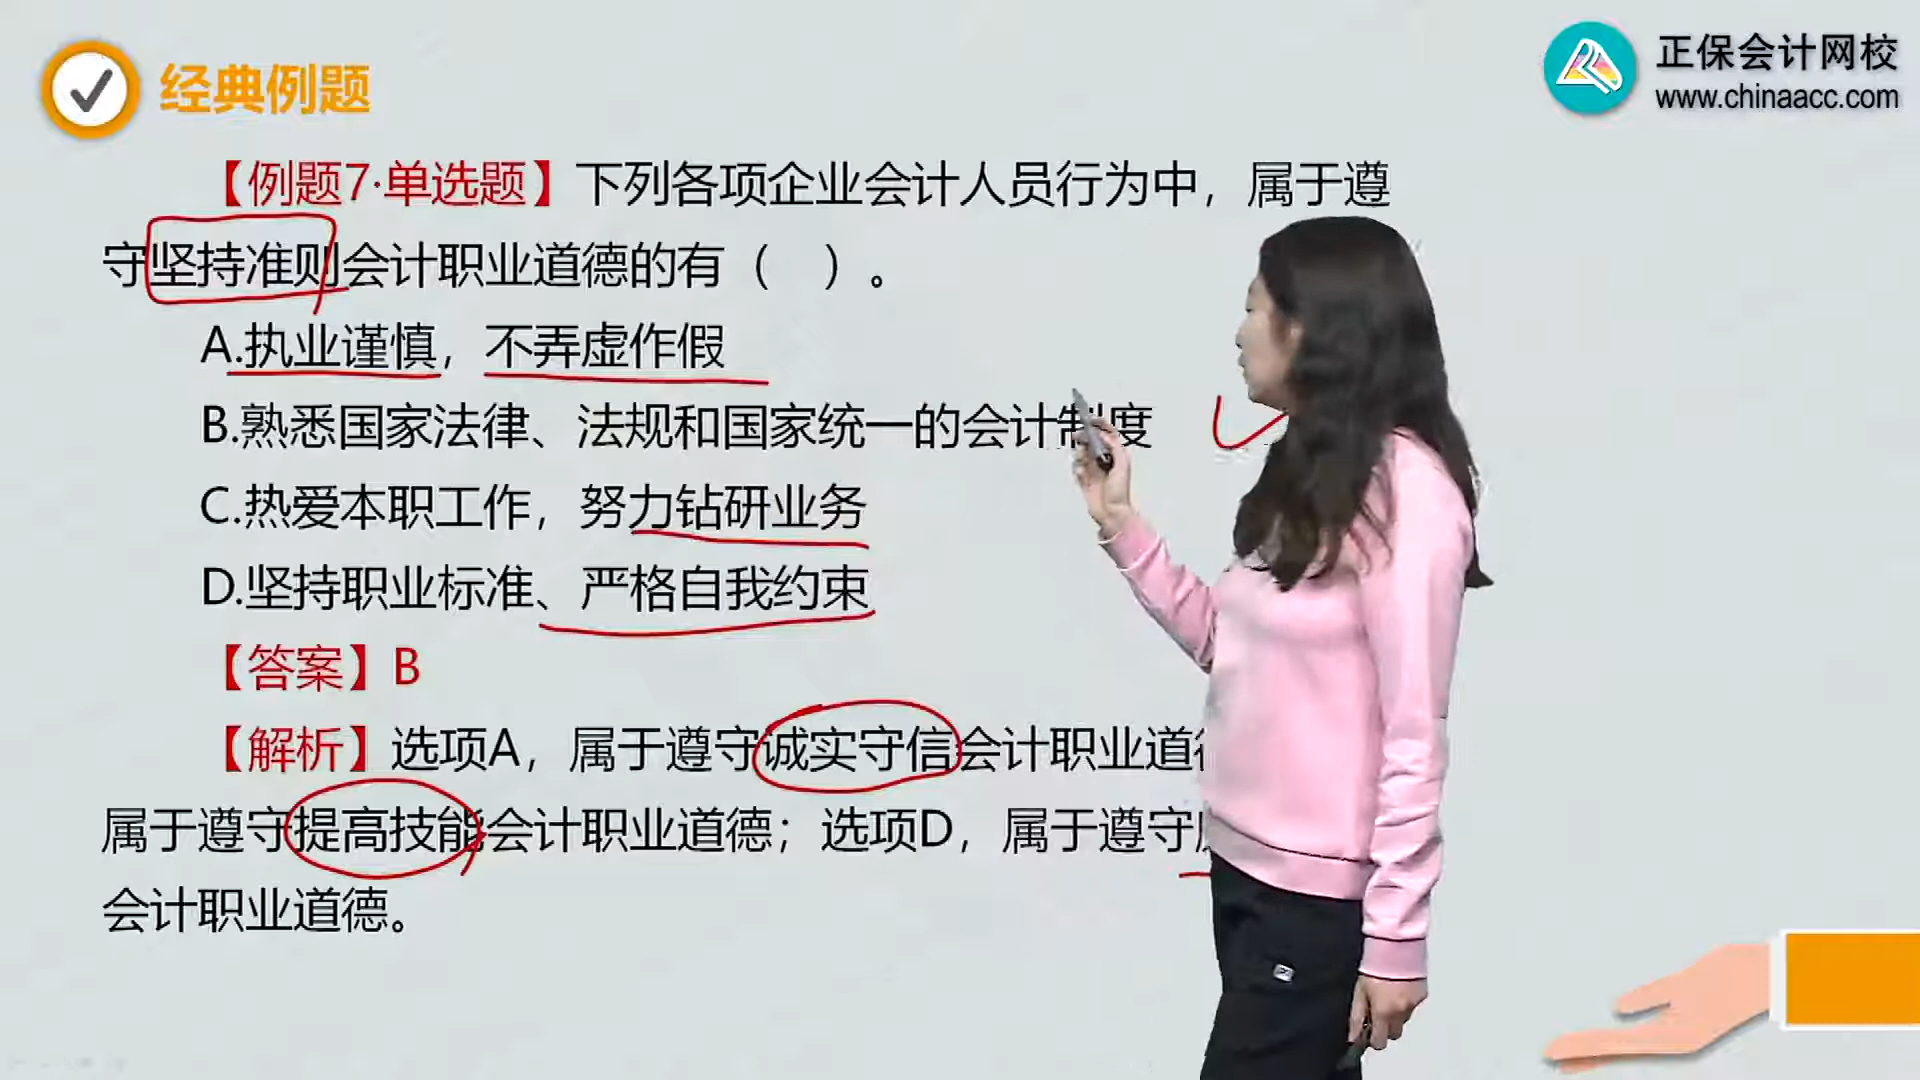 经典例题
正保会计网校
www.chinaacc.com
【例题7·单选题】下列各项企业会计人员行为中，属于遵
守坚持准则会计职业道德的有（　）。
A.执业谨慎，不弄虚作假
B.熟悉国家法律、法规和国家统一的会计制度
C.热爱本职工作，努力钻研业务
D.坚持职业标准、严格自我约束
【答案】B
【解析】选项A，属于遵守诚实守信会计职业道
属于遵守提高技能会计职业道德；选项D，属于遵守
会计职业道德。